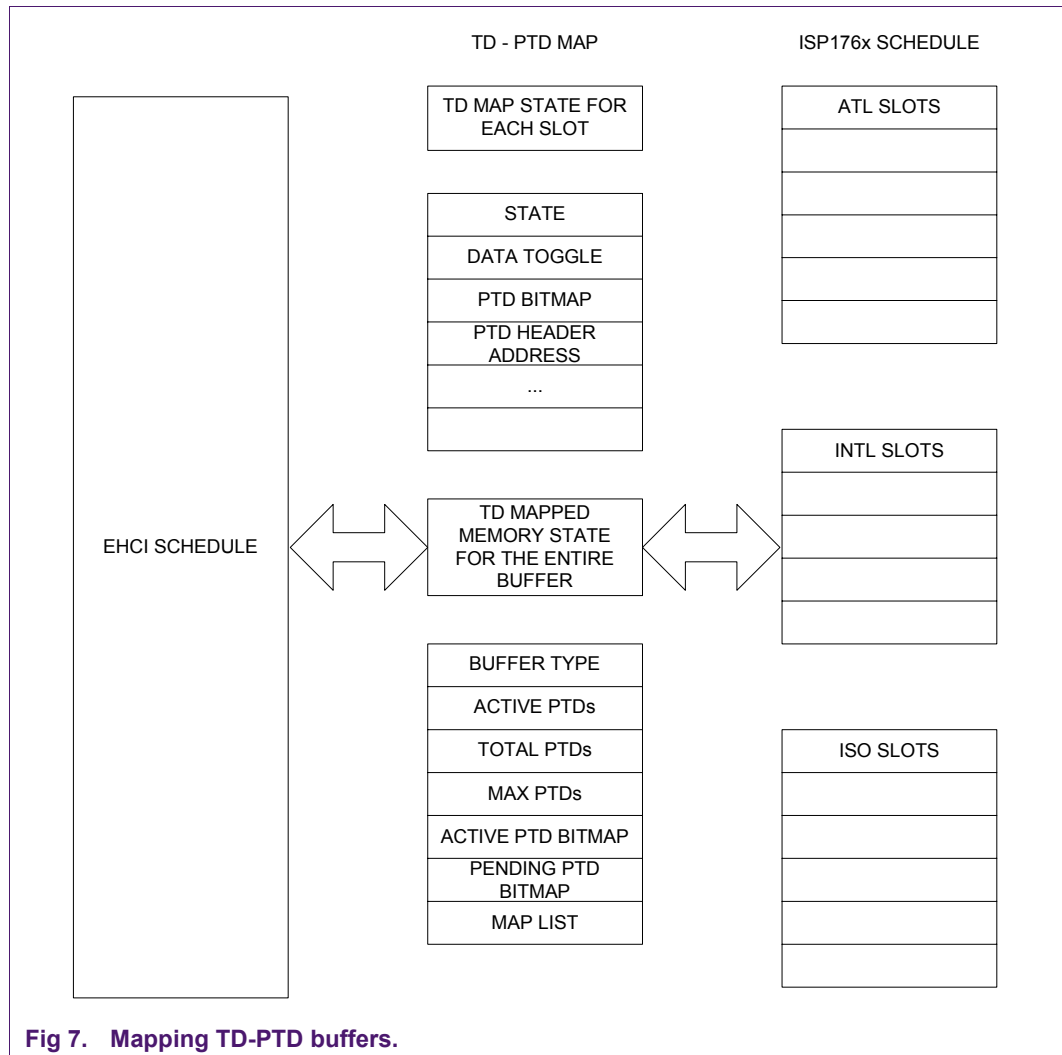 TD - PTD MAP
ISP176x SCHEDULE
EHCI SCHEDULE
TD MAP STATE FOR
EACH SLOT
STATE
DATA TOGGLE
PTD BITMAP
PTD HEADER
ADDRESS
...
TD MAPPED
MEMORY STATE
FOR THE ENTIRE
BUFFER
BUFFER TYPE
ACTIVE PTDs
TOTAL PTDs
MAX PTDs
ACTIVE PTD BITMAP
PENDING PTD
BITMAP
MAP LIST
ATL SLOTS
INTL SLOTS
ISO SLOTS
Fig 7. Mapping TD-PTD buffers.